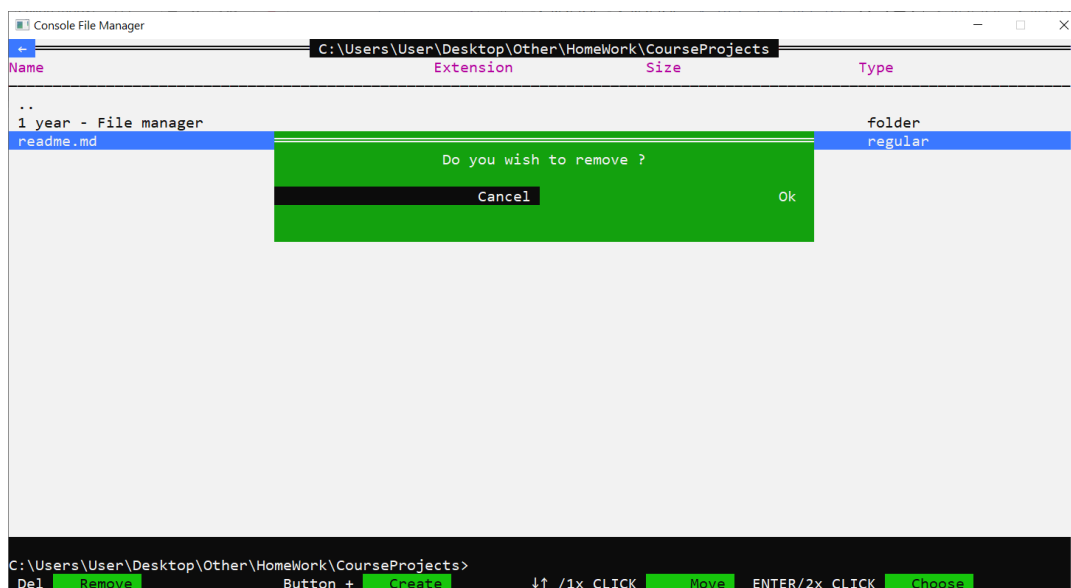 Console File Manager
← C:\Users\User\Desktop\Other\HomeWork\CourseProjects
Name Extension Size Type
..
1 year - File manager folder
readme.md regular
Do you wish to remove ?
Cancel Ok
C:\Users\User\Desktop\Other\HomeWork\CourseProjects>
Del Remove Button + Create ↓↑ /1x CLICK Move ENTER/2x CLICK Choose